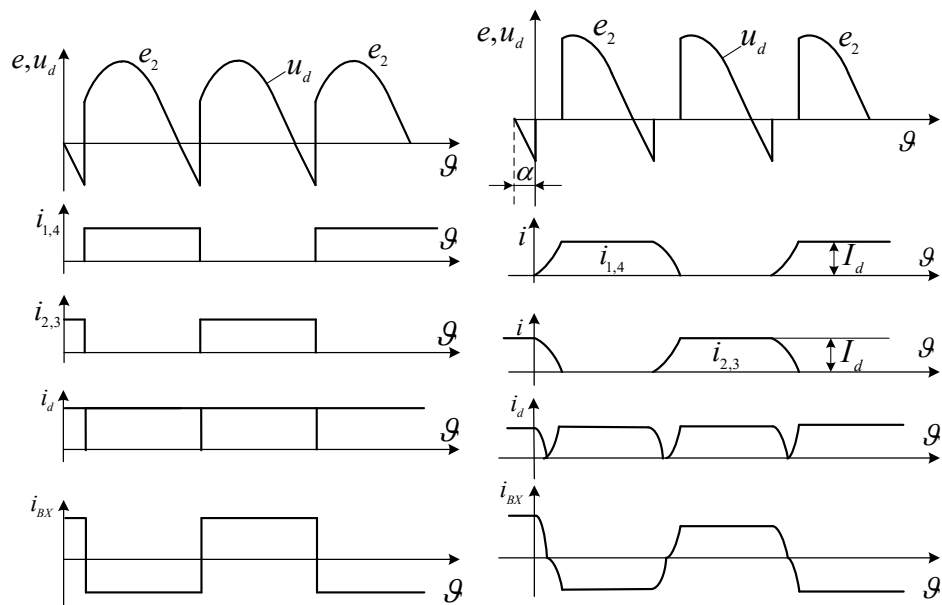 e, u_d
e_2
u_d
e_2
ϑ
i_{1,4}
ϑ
i_{2,3}
ϑ
i_d
ϑ
i_{BX}
ϑ
e, u_d
e_2
u_d
e_2
ϑ
α
i
i_{1,4}
I_d
ϑ
i
i_{2,3}
I_d
ϑ
i_d
ϑ
i_{BX}
ϑ